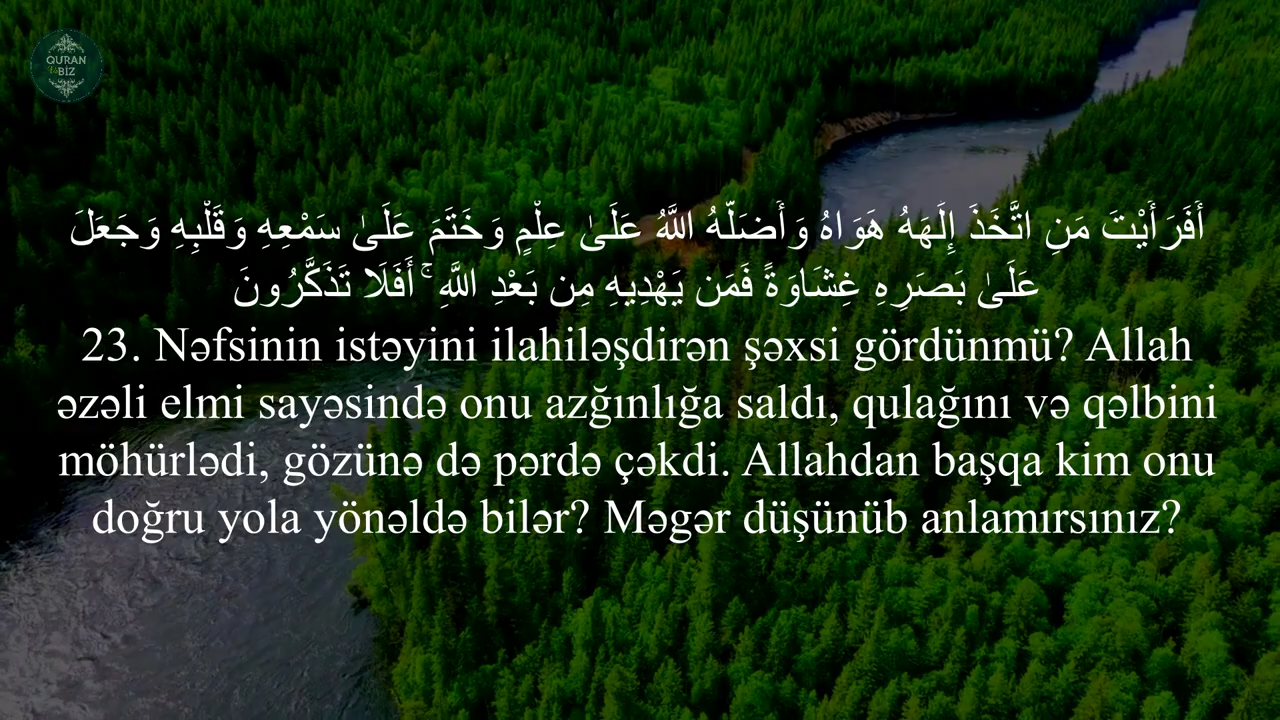 QURAN
və BİZ
أَفَرَأَيْتَ مَنِ اتَّخَذَ إِلَهَهُ هَوَاهُ وَأَضَلَّهُ اللَّهُ عَلَىٰ عِلْمٍ وَخَتَمَ عَلَىٰ سَمْعِهِ وَقَلْبِهِ وَجَعَلَ
عَلَىٰ بَصَرِهِ غِشَاوَةً فَمَن يَهْدِيهِ مِن بَعْدِ اللَّهِ ۚ أَفَلَا تَذَكَّرُونَ
23. Nəfsinin istəyini ilahiləşdirən şəxsi gördünmü? Allah
əzəli elmi sayəsində onu azğınlığa saldı, qulağını və qəlbini
möhürlədi, gözünə də pərdə çəkdi. Allahdan başqa kim onu
doğru yola yönəldə bilər? Məgər düşünüb anlamırsınız?